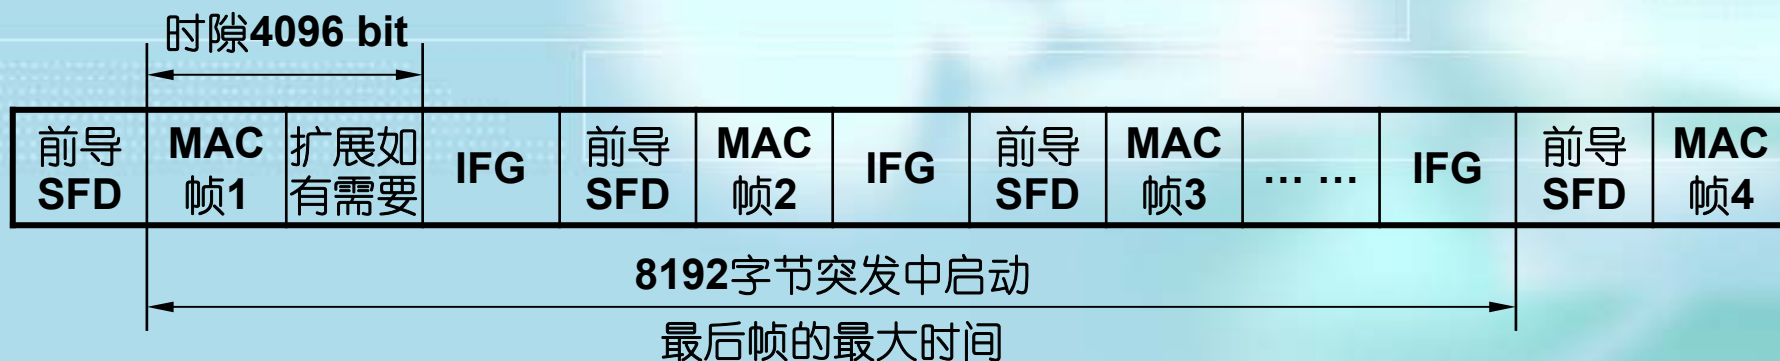 时隙4096 bit
前导
SFD
MAC
帧1
扩展如
有需要
IFG
前导
SFD
MAC
帧2
IFG
前导
SFD
MAC
帧3
… …
IFG
前导
SFD
MAC
帧4
8192字节突发中启动
最后帧的最大时间